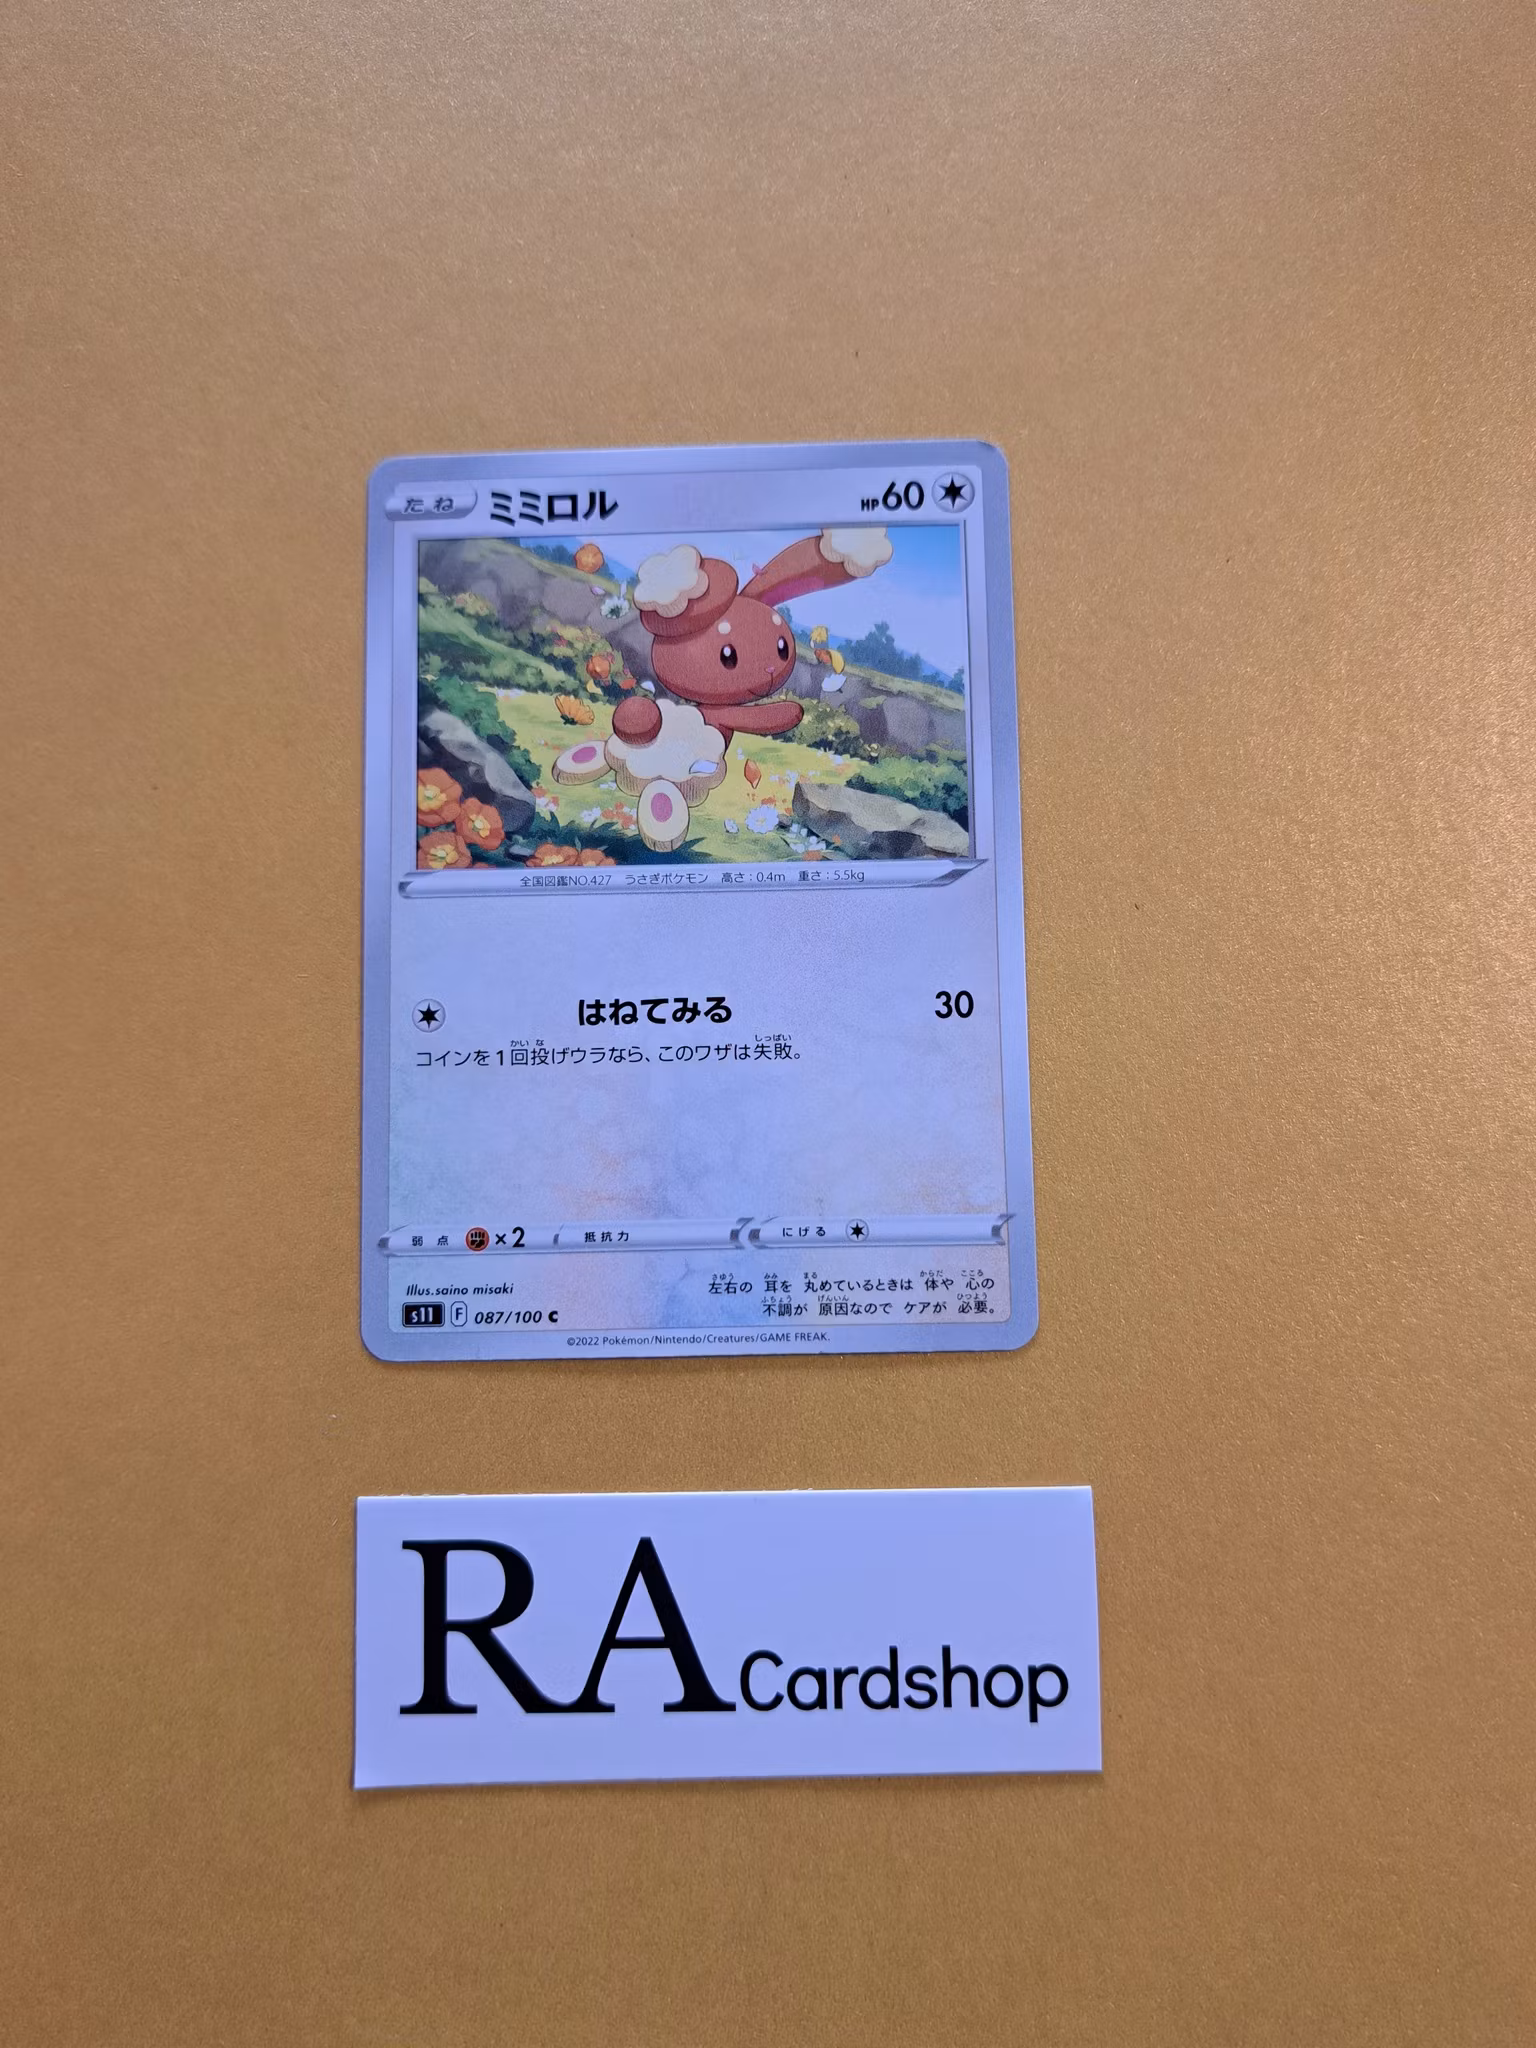 たね ミミロル HP60
全国図鑑NO.427 うさぎポケモン 高さ:0.4m 重さ:5.5kg
はねてみる 30
コインを1回投げウラなら、このワザは失敗。
弱点 ×2 抵抗力 にげる
Illus.saino misaki
左右の 耳を 丸めているときは 体や 心の
不調が 原因なので ケアが 必要。
s11 F 087/100 C
©2022 Pokémon/Nintendo/Creatures/GAME FREAK.
RA Cardshop